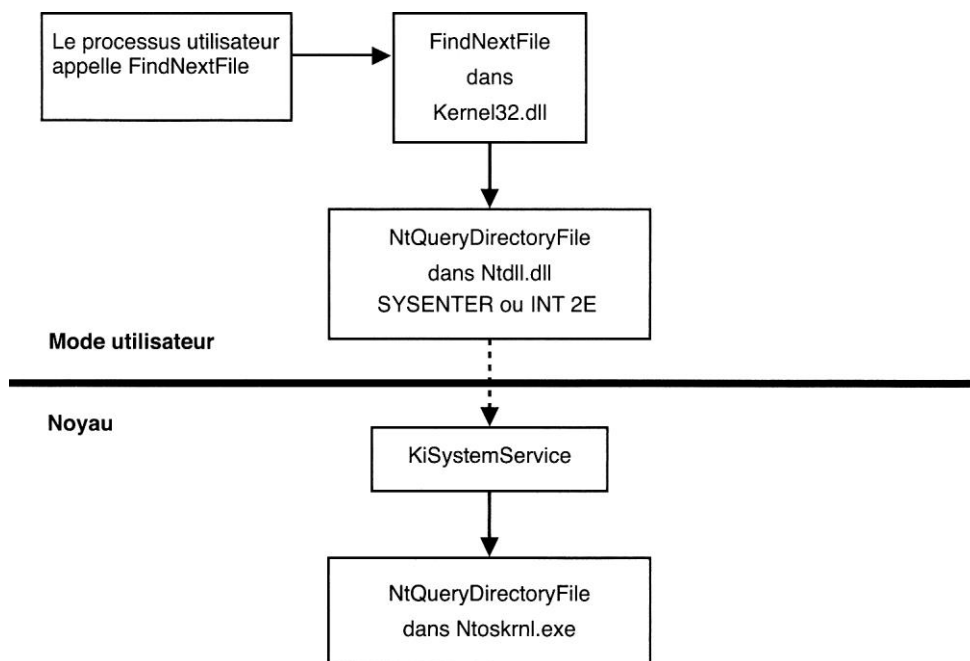 Le processus utilisateur
appelle FindNextFile
FindNextFile
dans
Kernel32.dll
NtQueryDirectoryFile
dans Ntdll.dll
SYSENTER ou INT 2E
Mode utilisateur
Noyau
KiSystemService
NtQueryDirectoryFile
dans Ntoskrnl.exe